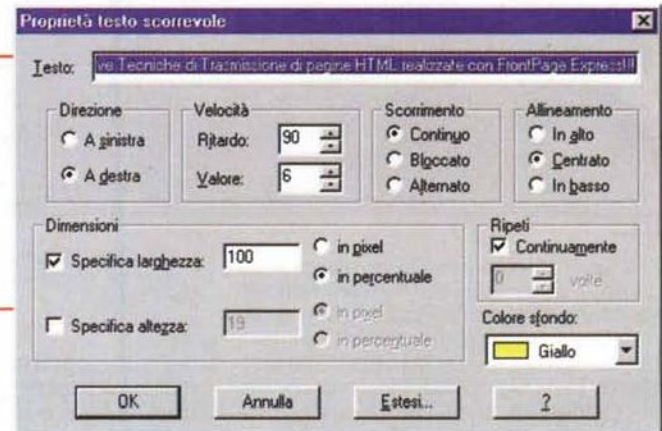 Proprietà testo scorrevole
Testo: ve Tecniche di Trasmissione di pagine HTML realizzate con FrontPage Express!!!
Direzione
A sinistra
A destra
Velocità
Ritardo: 90
Valore: 6
Scorrimento
Continuo
Bloccato
Alternato
Allineamento
In alto
Centrato
In basso
Dimensioni
Specifica larghezza: 100
in pixel
in percentuale
Specifica altezza: 19
in pixel
in percentuale
Ripeti
Continuamente
0 volte
Colore sfondo:
Giallo
OK
Annulla
Estesi...
?